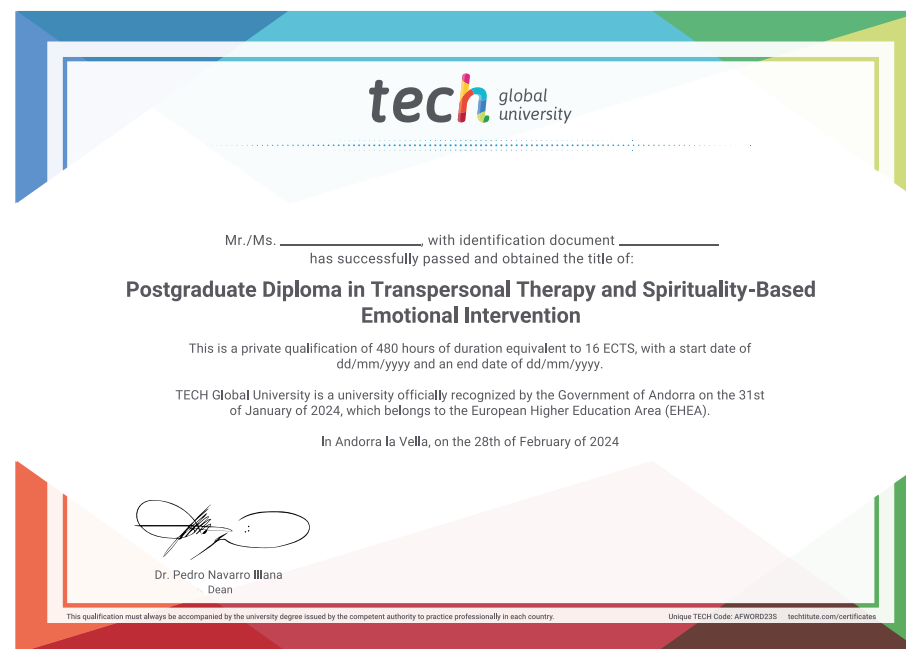 tech global university
Mr./Ms. ____________________, with identification document ______________
has successfully passed and obtained the title of:
Postgraduate Diploma in Transpersonal Therapy and Spirituality-Based
Emotional Intervention
This is a private qualification of 480 hours of duration equivalent to 16 ECTS, with a start date of
dd/mm/yyyy and an end date of dd/mm/yyyy.
TECH Global University is a university officially recognized by the Government of Andorra on the 31st
of January of 2024, which belongs to the European Higher Education Area (EHEA).
In Andorra la Vella, on the 28th of February of 2024
Dr. Pedro Navarro Illana
Dean
This qualification must always be accompanied by the university degree issued by the competent authority to practice professionally in each country.
Unique TECH Code: AFWORD23S techtitute.com/certificates